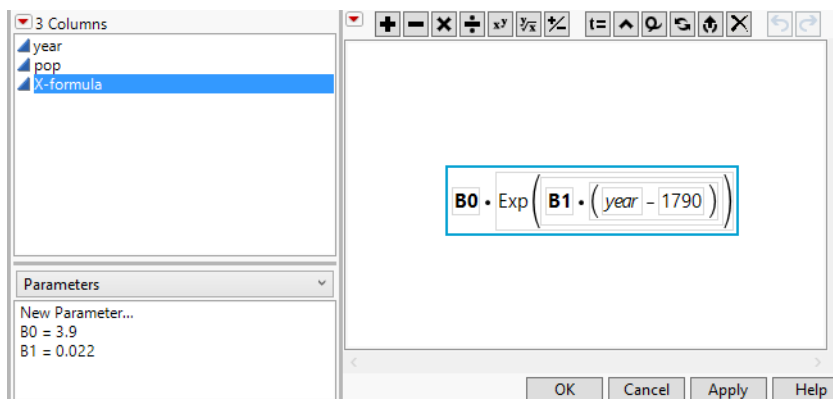 3 Columns
year
pop
X-formula
Parameters
New Parameter...
B0 = 3.9
B1 = 0.022
t=
B0 • Exp( B1 • ( year - 1790 ) )
OK Cancel Apply Help